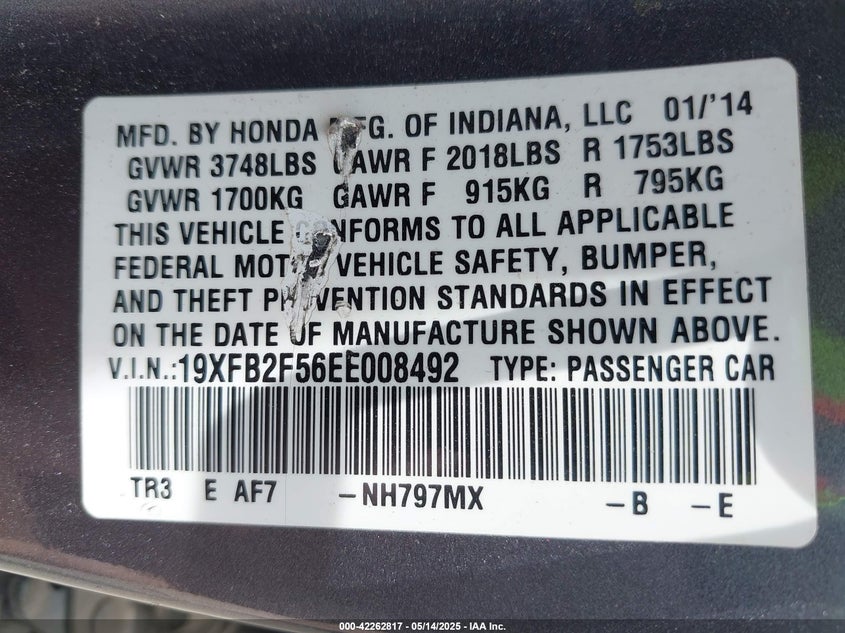 MFD. BY HONDA MFG. OF INDIANA, LLC 01/'14
GVWR 3748LBS GAWR F 2018LBS R 1753LBS
GVWR 1700KG GAWR F 915KG R 795KG
THIS VEHICLE CONFORMS TO ALL APPLICABLE
FEDERAL MOTOR VEHICLE SAFETY, BUMPER,
AND THEFT PREVENTION STANDARDS IN EFFECT
ON THE DATE OF MANUFACTURE SHOWN ABOVE.
V.I.N.:19XFB2F56EE008492 TYPE: PASSENGER CAR
TR3 E AF7 –NH797MX –B –E
000-42262817 - 05/14/2025 - IAA Inc.